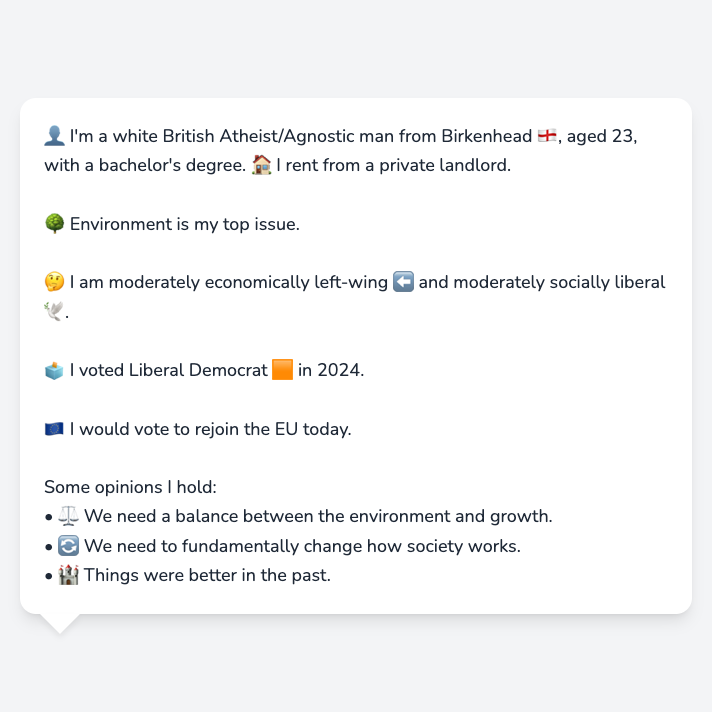 👤 I'm a white British Atheist/Agnostic man from Birkenhead 🏴󠁧󠁢󠁥󠁮󠁧󠁿, aged 23,
with a bachelor's degree. 🏠 I rent from a private landlord.
🌳 Environment is my top issue.
🤔 I am moderately economically left-wing ⬅️ and moderately socially liberal
🕊️.
🗳️ I voted Liberal Democrat 🟧 in 2024.
🇪🇺 I would vote to rejoin the EU today.
Some opinions I hold:
• ⚖️ We need a balance between the environment and growth.
• 🔄 We need to fundamentally change how society works.
• 🏰 Things were better in the past.